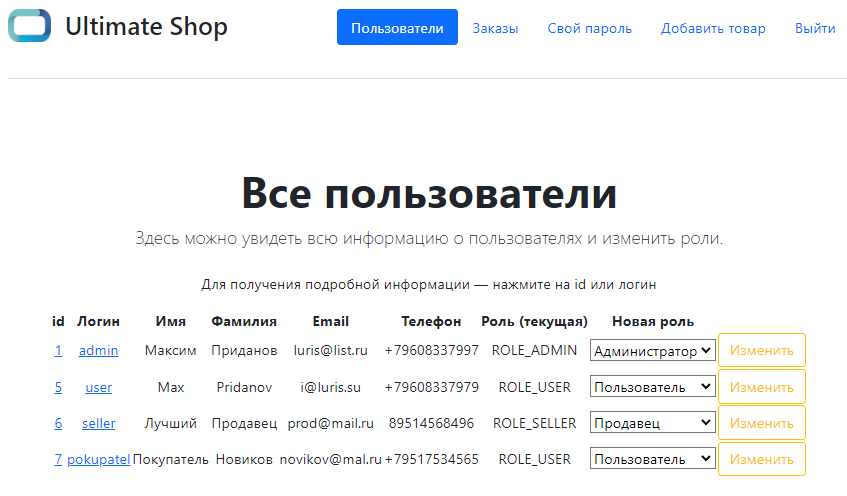 Ultimate Shop Пользователи Заказы Свой пароль Добавить товар Выйти
Все пользователи
Здесь можно увидеть всю информацию о пользователях и изменить роли.
Для получения подробной информации — нажмите на id или логин
id Логин Имя Фамилия Email Телефон Роль (текущая) Новая роль
1 admin Максим Приданов luris@list.ru +79608337997 ROLE_ADMIN Администратор Изменить
5 user Max Pridanov i@luris.su +79608337979 ROLE_USER Пользователь Изменить
6 seller Лучший Продавец prod@mail.ru 89514568496 ROLE_SELLER Продавец Изменить
7 pokupatel Покупатель Новиков novikov@mal.ru +79517534565 ROLE_USER Пользователь Изменить